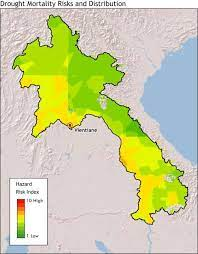 Drought Mortality Risks and Distribution
Vientiane
Hazard
Risk Index
10 High
1 Low